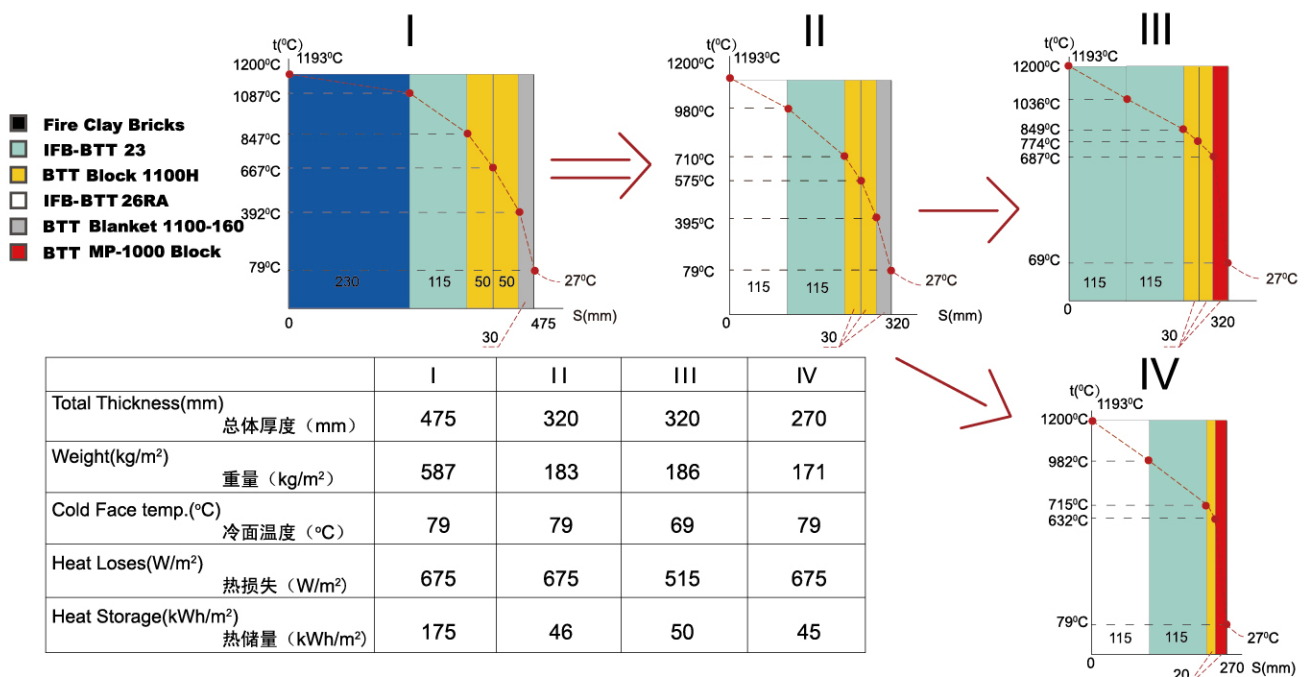 I
t(⁰C)
1200⁰C
1193⁰C
1087⁰C
847⁰C
667⁰C
392⁰C
79⁰C
27⁰C
230
115
50
50
0
30
475
S(mm)
II
t(⁰C)
1200⁰C
1193⁰C
980⁰C
710⁰C
575⁰C
395⁰C
79⁰C
27⁰C
115
115
0
30
320
S(mm)
III
t(⁰C)
1200⁰C
1193⁰C
1036⁰C
849⁰C
774⁰C
687⁰C
69⁰C
27⁰C
115
115
0
30
320
S(mm)
Fire Clay Bricks
IFB-BTT 23
BTT Block 1100H
IFB-BTT 26RA
BTT Blanket 1100-160
BTT MP-1000 Block
I II III IV
Total Thickness(mm)
总体厚度（mm） 475 320 320 270
Weight(kg/m²)
重量（kg/m²） 587 183 186 171
Cold Face temp.(°C)
冷面温度（°C） 79 79 69 79
Heat Loses(W/m²)
热损失（W/m²) 675 675 515 675
Heat Storage(kWh/m²)
热储量（kWh/m²) 175 46 50 45
IV
t(⁰C)
1200⁰C
1193⁰C
982⁰C
715⁰C
632⁰C
79⁰C
27⁰C
115
115
0
20
270
S(mm)